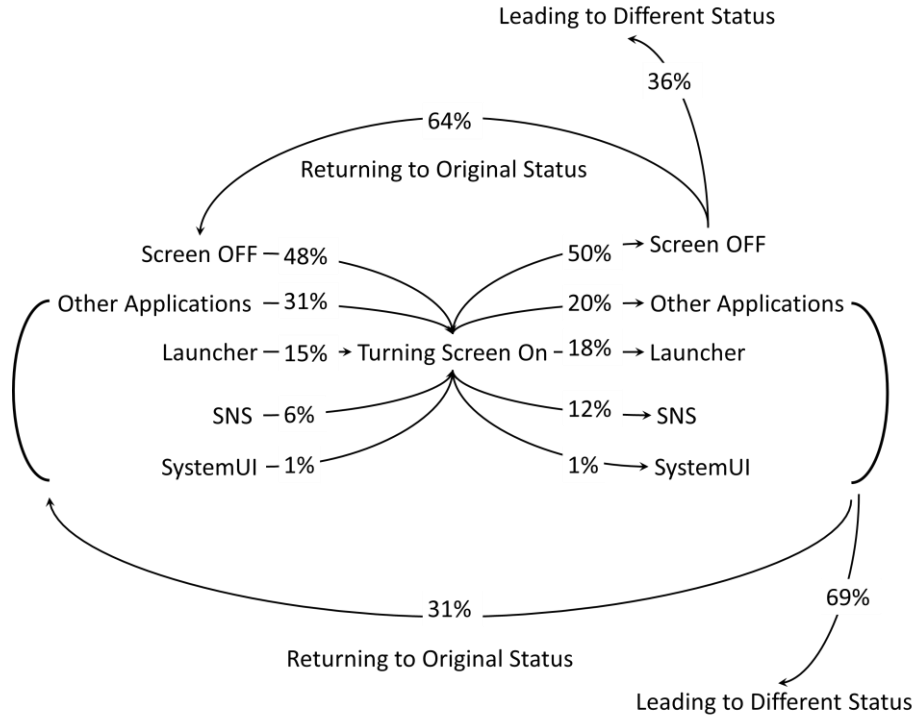 Leading to Different Status
36%
64%
Returning to Original Status
Screen OFF 48% 50% Screen OFF
Other Applications 31% 20% Other Applications
Launcher 15% Turning Screen On 18% Launcher
SNS 6% 12% SNS
SystemUI 1% 1% SystemUI
31%
69%
Returning to Original Status
Leading to Different Status